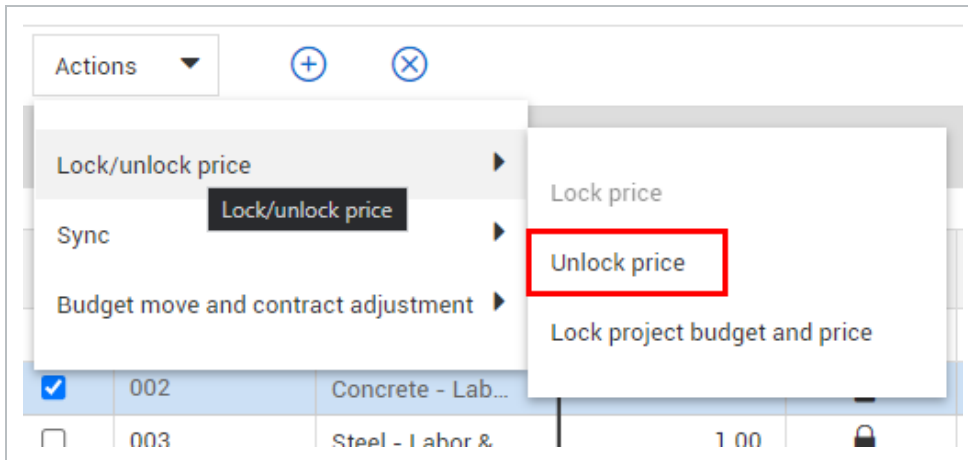 Actions
Lock/unlock price
Lock/unlock price
Sync
Budget move and contract adjustment
Lock price
Unlock price
Lock project budget and price
002 Concrete - Lab...
003 Steel - Labor & 1.00